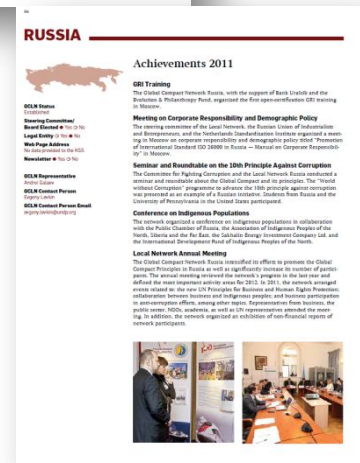 RUSSIA
Achievements 2011
GCLN Status
Established
Steering Committee/
Board Elected ● Yes ○ No
Legal Entity ○ Yes ● No
Web Page Address
No data provided to the KSS.
Newsletter ● Yes ○ No
GCLN Representative
Andrei Galaev
GCLN Contact Person
Evgeny Levkin
GCLN Contact Person Email
evgeny.levkin@undp.org
GRI Training
The Global Compact Network Russia, with the support of Bank Uralsib and the
Evolution & Philanthropy Fund, organised the first open-certification GRI training
in Moscow.
Meeting on Corporate Responsibility and Demographic Policy
The steering committee of the Local Network, the Russian Union of Industrialists
and Entrepreneurs, and the Netherlands Standardisation Institute organised a meet-
ing in Moscow on corporate responsibility and demographic policy titled "Promotion
of International Standard ISO 26000 in Russia — Manual on Corporate Responsibili-
ty" in Moscow.
Seminar and Roundtable on the 10th Principle Against Corruption
The Committee for Fighting Corruption and the Local Network Russia conducted a
seminar and roundtable about the Global Compact and its principles. The "World
without Corruption" programme to advance the 10th principle against corruption
was presented as an example of a Russian initiative. Students from Russia and the
University of Pennsylvania in the United States participated.
Conference on Indigenous Populations
The network organized a conference on indigenous populations in collaboration
with the Public Chamber of Russia, the Association of Indigenous Peoples of the
North, Siberia and the Far East, the Sakhalin Energy Investment Company Ltd. and
the International Development Fund of Indigenous Peoples of the North.
Local Network Annual Meeting
The Global Compact Network Russia intensified its efforts to promote the Global
Compact Principles in Russia as well as significantly increase its number of partici-
pants. The annual meeting reviewed the network's progress in the last year and
defined the most important activity areas for 2012. In 2011, the network arranged
events related to: the new UN Principles for Business and Human Rights Protection;
collaboration between business and indigenous peoples; and business participation
in anti-corruption efforts, among other topics. Representatives from business, the
public sector, NGOs, academia, as well as UN representatives attended the meet-
ing. In addition, the network organized an exhibition of non-financial reports of
network participants.